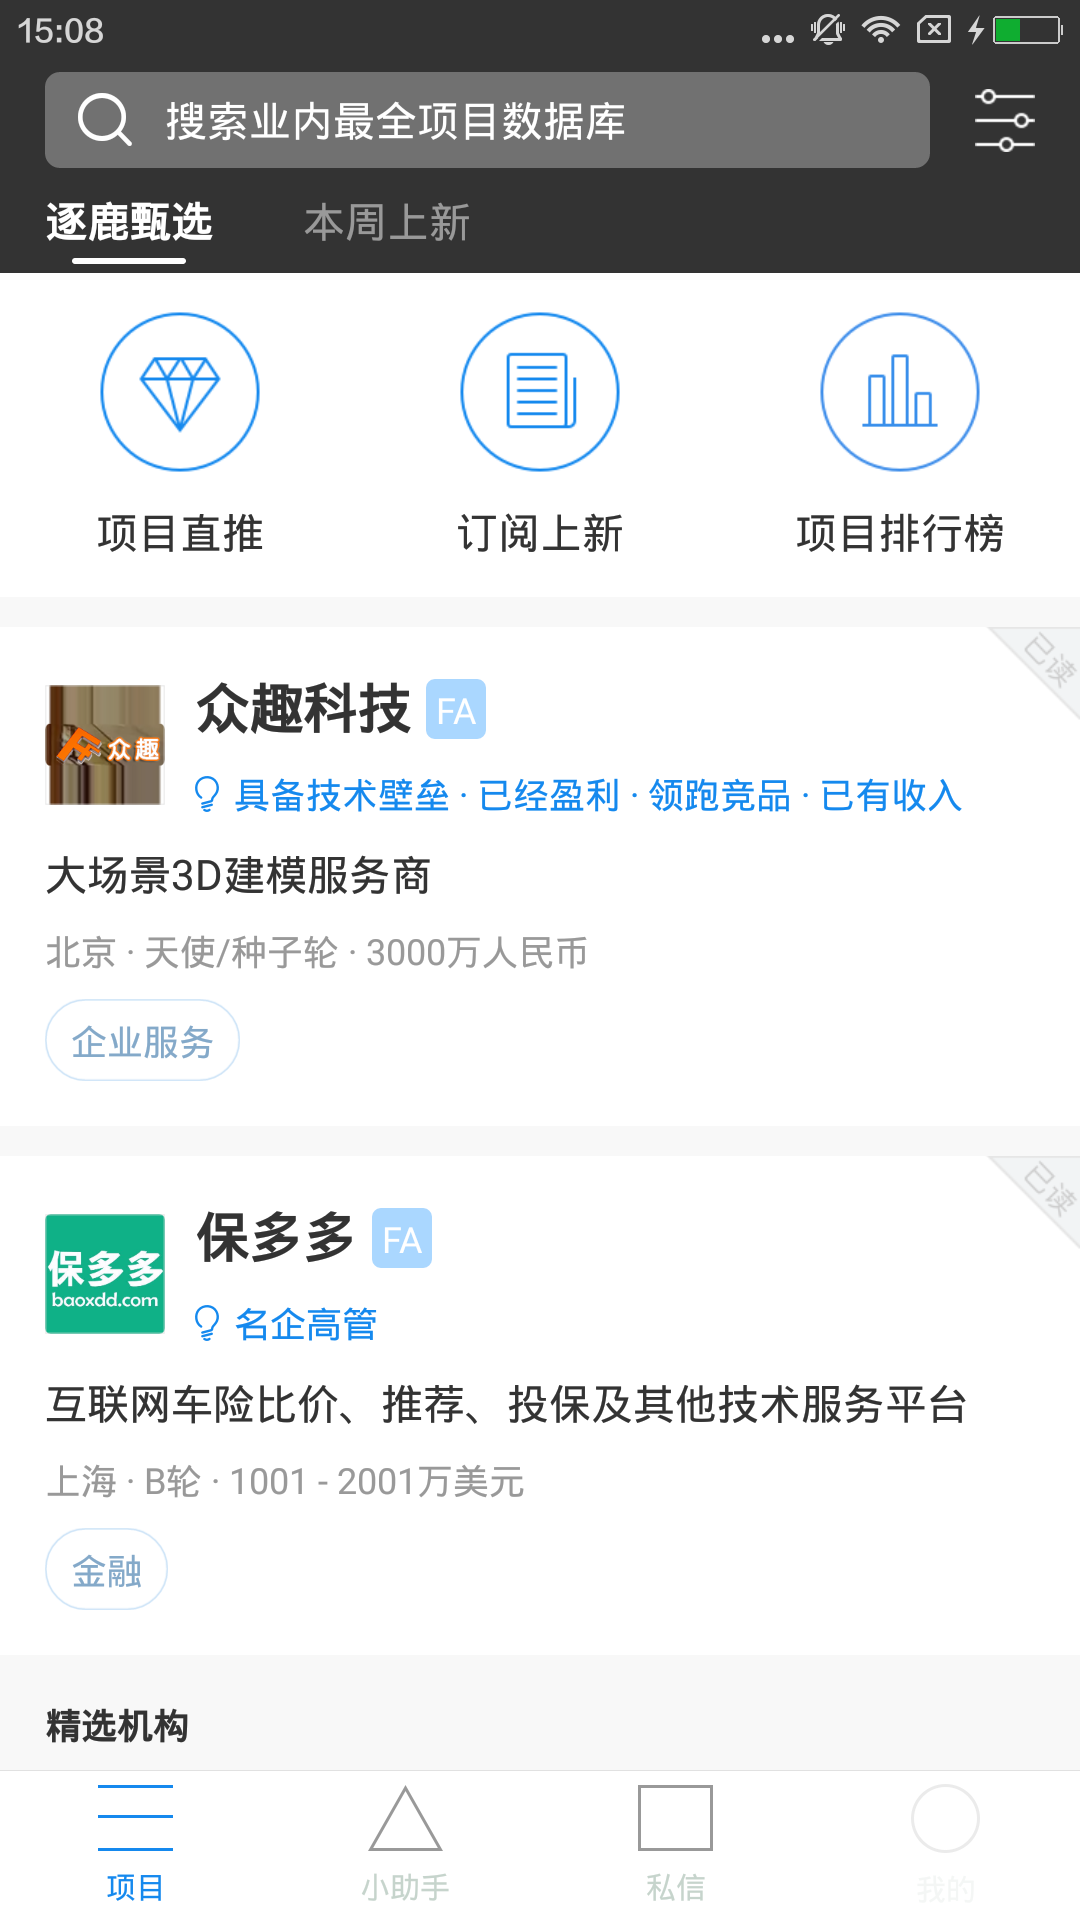 15:08
搜索业内最全项目数据库
逐鹿甄选
本周上新
项目直推
订阅上新
项目排行榜
已读
众趣科技 FA
众趣
具备技术壁垒 · 已经盈利 · 领跑竞品 · 已有收入
大场景3D建模服务商
北京 · 天使/种子轮 · 3000万人民币
企业服务
已读
保多多 FA
保多多
baoxdd.com
名企高管
互联网车险比价、推荐、投保及其他技术服务平台
上海 · B轮 · 1001 - 2001万美元
金融
精选机构
项目
小助手
私信
我的